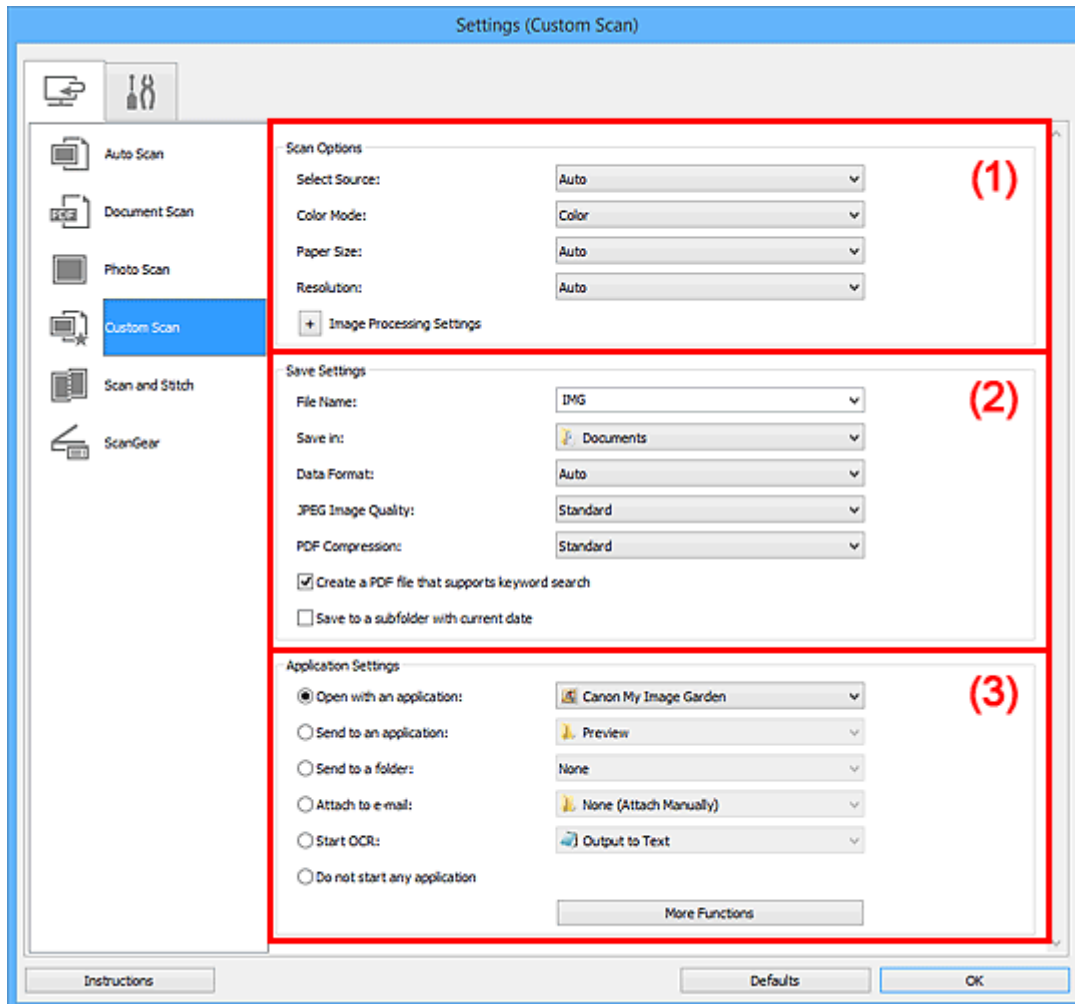 Settings (Custom Scan)
Auto Scan
PDF
Document Scan
Photo Scan
Custom Scan
Scan and Stitch
ScanGear
Scan Options
(1)
Select Source: Auto
Color Mode: Color
Paper Size: Auto
Resolution: Auto
+ Image Processing Settings
Save Settings
(2)
File Name: IMG
Save in: Documents
Data Format: Auto
JPEG Image Quality: Standard
PDF Compression: Standard
Create a PDF file that supports keyword search
Save to a subfolder with current date
Application Settings
(3)
Open with an application: Canon My Image Garden
Send to an application: Preview
Send to a folder: None
Attach to e-mail: None (Attach Manually)
Start OCR: Output to Text
Do not start any application
More Functions
Instructions Defaults OK